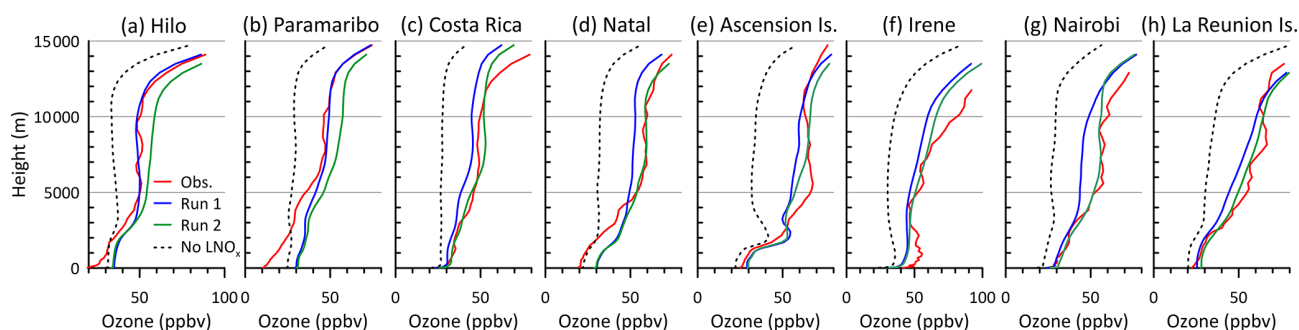 (a) Hilo (b) Paramaribo (c) Costa Rica (d) Natal (e) Ascension Is. (f) Irene (g) Nairobi (h) La Reunion Is.
15000
10000
5000
0
Height (m)
Obs.
Run 1
Run 2
No LNOx
0 50 100 0 50 0 50 0 50 0 50 0 50 100 0 50 0 50
Ozone (ppbv) Ozone (ppbv) Ozone (ppbv) Ozone (ppbv) Ozone (ppbv) Ozone (ppbv) Ozone (ppbv) Ozone (ppbv)